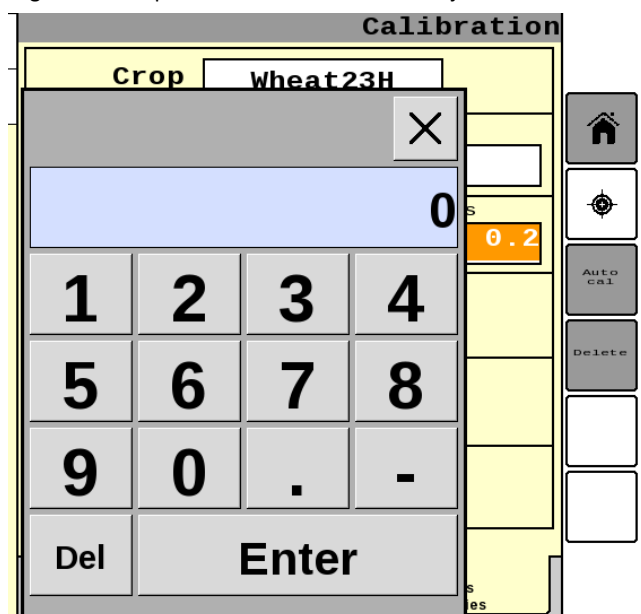 Calibration
Crop
Wheat23H
0
s
0.2
1 2 3 4
5 6 7 8
9 0 . -
Del Enter
Auto
cal
Delete
s
ies